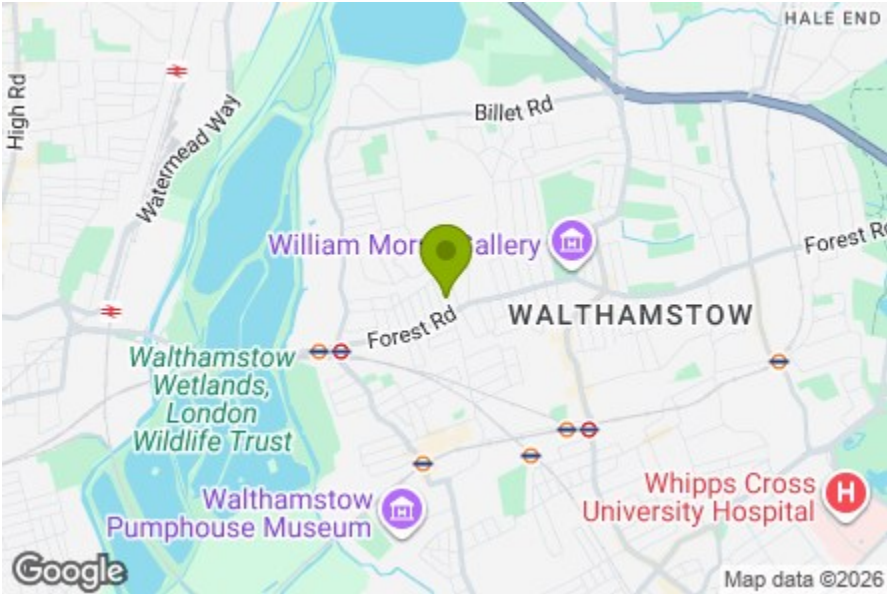 HALE END
High Rd
Watermead Way
Billet Rd
William Mor Gallery
Forest Rd
WALTHAMSTOW
Forest Rd
Walthamstow
Wetlands,
London
Wildlife Trust
Whipps Cross
University Hospital
H
Walthamstow
Pumphouse Museum
Google
Map data ©2026